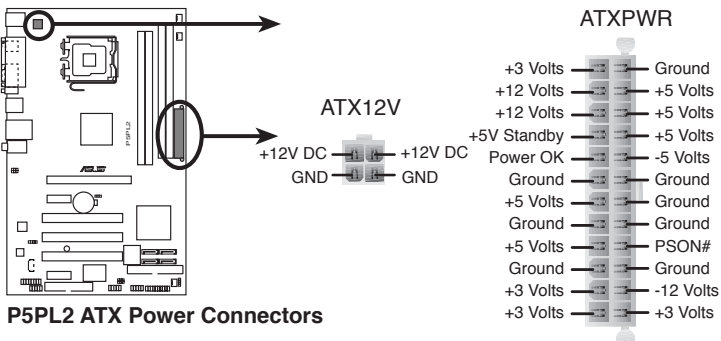 ATXPWR
+3 Volts Ground
+12 Volts +5 Volts
+12 Volts +5 Volts
+5V Standby +5 Volts
Power OK -5 Volts
Ground Ground
+5 Volts Ground
Ground Ground
+5 Volts PSON#
Ground Ground
+3 Volts -12 Volts
+3 Volts +3 Volts
ATX12V
+12V DC +12V DC
GND GND
P5PL2
ASUS
P5PL2 ATX Power Connectors